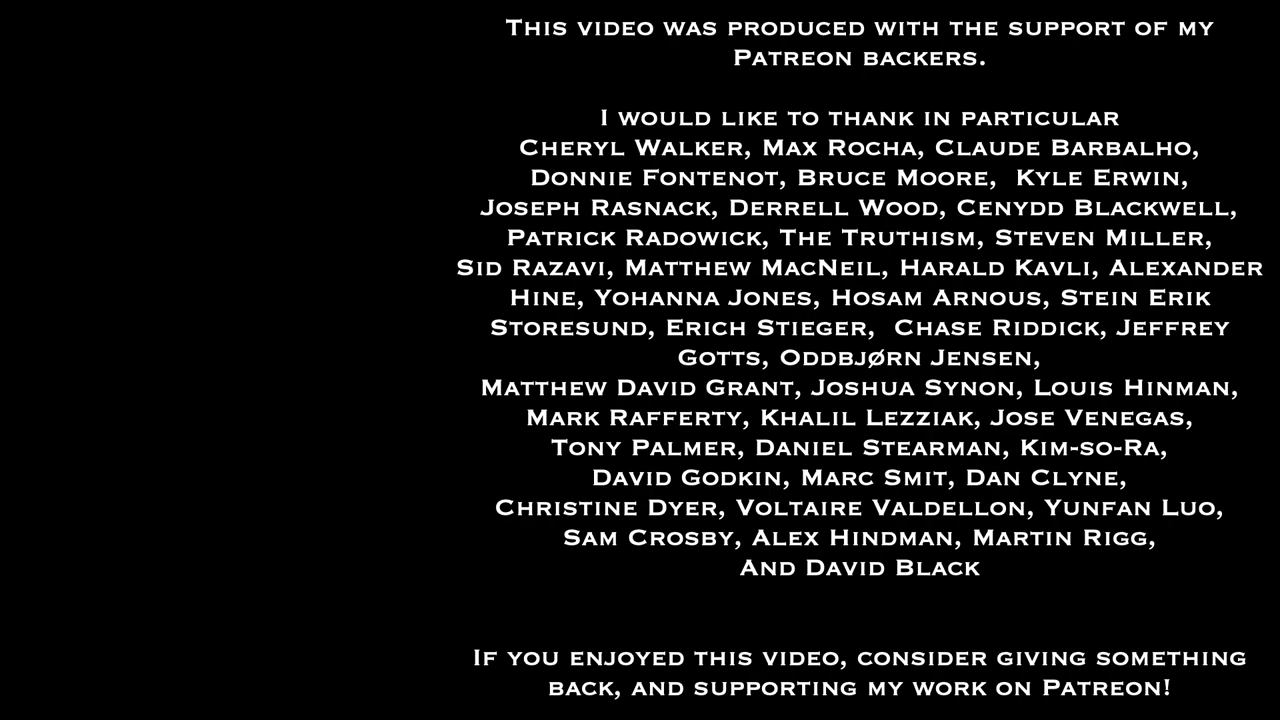 This video was produced with the support of my
Patreon backers.
I would like to thank in particular
Cheryl Walker, Max Rocha, Claude Barbalho,
Donnie Fontenot, Bruce Moore,  Kyle Erwin,
Joseph Rasnack, Derrell Wood, Cenydd Blackwell,
Patrick Radowick, The Truthism, Steven Miller,
Sid Razavi, Matthew MacNeil, Harald Kavli, Alexander
Hine, Yohanna Jones, Hosam Arnous, Stein Erik
Storesund, Erich Stieger,  Chase Riddick, Jeffrey
Gotts, Oddbjørn Jensen,
Matthew David Grant, Joshua Synon, Louis Hinman,
Mark Rafferty, Khalil Lezziak, Jose Venegas,
Tony Palmer, Daniel Stearman, Kim-so-Ra,
David Godkin, Marc Smit, Dan Clyne,
Christine Dyer, Voltaire Valdellon, Yunfan Luo,
Sam Crosby, Alex Hindman, Martin Rigg,
And David Black
If you enjoyed this video, consider giving something
back, and supporting my work on Patreon!